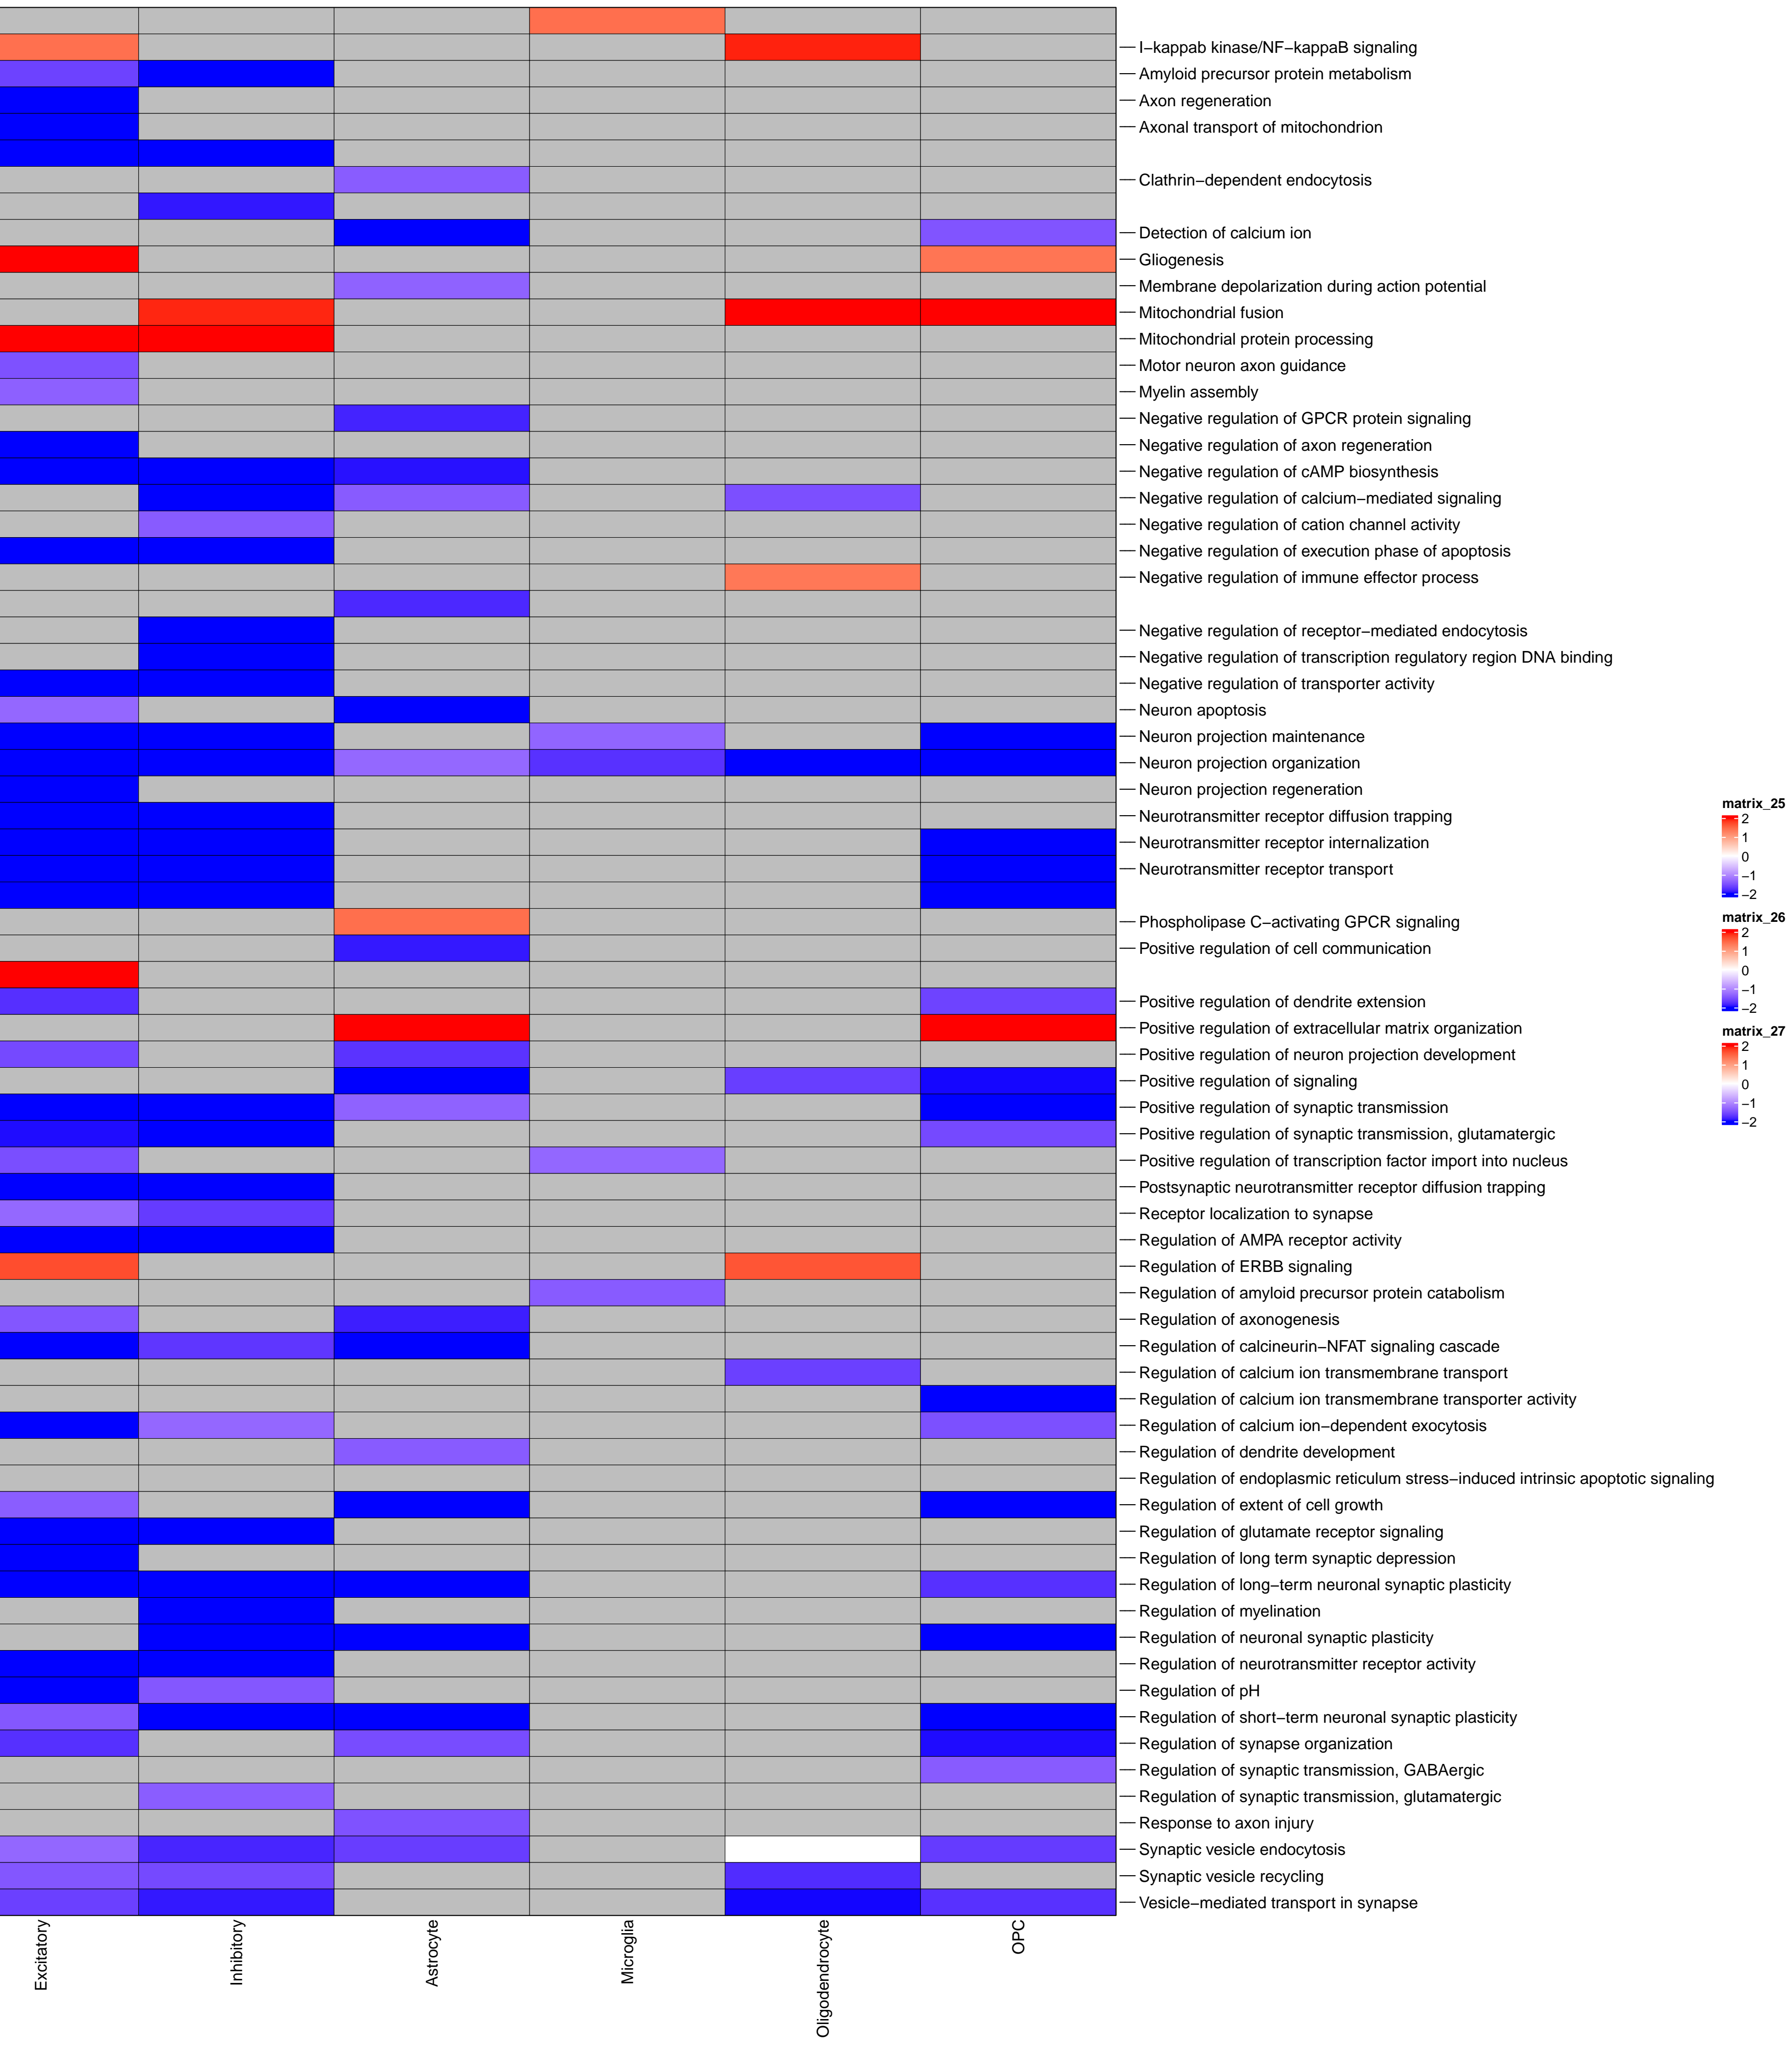 I−kappab kinase/NF−kappaB signaling
Amyloid precursor protein metabolism
Axon regeneration
Axonal transport of mitochondrion
Clathrin−dependent endocytosis
Detection of calcium ion
Gliogenesis
Membrane depolarization during action potential
Mitochondrial fusion
Mitochondrial protein processing
Motor neuron axon guidance
Myelin assembly
Negative regulation of GPCR protein signaling
Negative regulation of axon regeneration
Negative regulation of cAMP biosynthesis
Negative regulation of calcium−mediated signaling
Negative regulation of cation channel activity
Negative regulation of execution phase of apoptosis
Negative regulation of immune effector process
Negative regulation of receptor−mediated endocytosis
Negative regulation of transcription regulatory region DNA binding
Negative regulation of transporter activity
Neuron apoptosis
Neuron projection maintenance
Neuron projection organization
Neuron projection regeneration
Neurotransmitter receptor diffusion trapping
Neurotransmitter receptor internalization
Neurotransmitter receptor transport
Phospholipase C−activating GPCR signaling
Positive regulation of cell communication
Positive regulation of dendrite extension
Positive regulation of extracellular matrix organization
Positive regulation of neuron projection development
Positive regulation of signaling
Positive regulation of synaptic transmission
Positive regulation of synaptic transmission, glutamatergic
Positive regulation of transcription factor import into nucleus
Postsynaptic neurotransmitter receptor diffusion trapping
Receptor localization to synapse
Regulation of AMPA receptor activity
Regulation of ERBB signaling
Regulation of amyloid precursor protein catabolism
Regulation of axonogenesis
Regulation of calcineurin−NFAT signaling cascade
Regulation of calcium ion transmembrane transport
Regulation of calcium ion transmembrane transporter activity
Regulation of calcium ion−dependent exocytosis
Regulation of dendrite development
Regulation of endoplasmic reticulum stress−induced intrinsic apoptotic signaling
Regulation of extent of cell growth
Regulation of glutamate receptor signaling
Regulation of long term synaptic depression
Regulation of long−term neuronal synaptic plasticity
Regulation of myelination
Regulation of neuronal synaptic plasticity
Regulation of neurotransmitter receptor activity
Regulation of pH
Regulation of short−term neuronal synaptic plasticity
Regulation of synapse organization
Regulation of synaptic transmission, GABAergic
Regulation of synaptic transmission, glutamatergic
Response to axon injury
Synaptic vesicle endocytosis
Synaptic vesicle recycling
Vesicle−mediated transport in synapse
Excitatory
Inhibitory
Astrocyte
Microglia
Oligodendrocyte
OPC
matrix_25
2
1
0
−1
−2
matrix_26
2
1
0
−1
−2
matrix_27
2
1
0
−1
−2